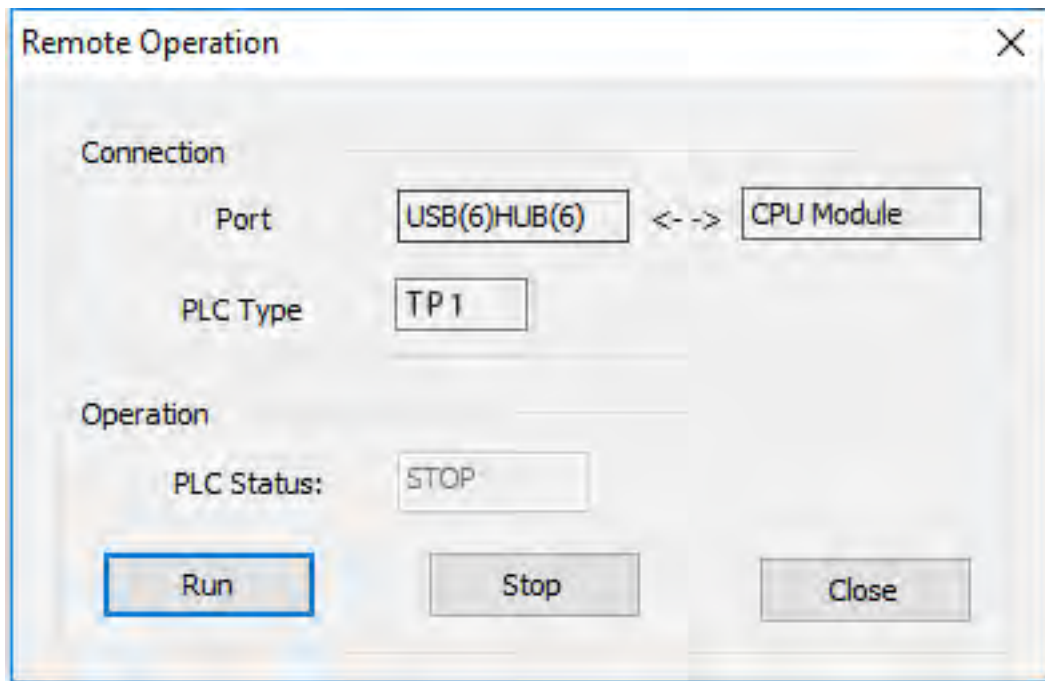 Remote Operation
Connection
Port USB(6)HUB(6) <- -> CPU Module
PLC Type TP1
Operation
PLC Status: STOP
Run Stop Close